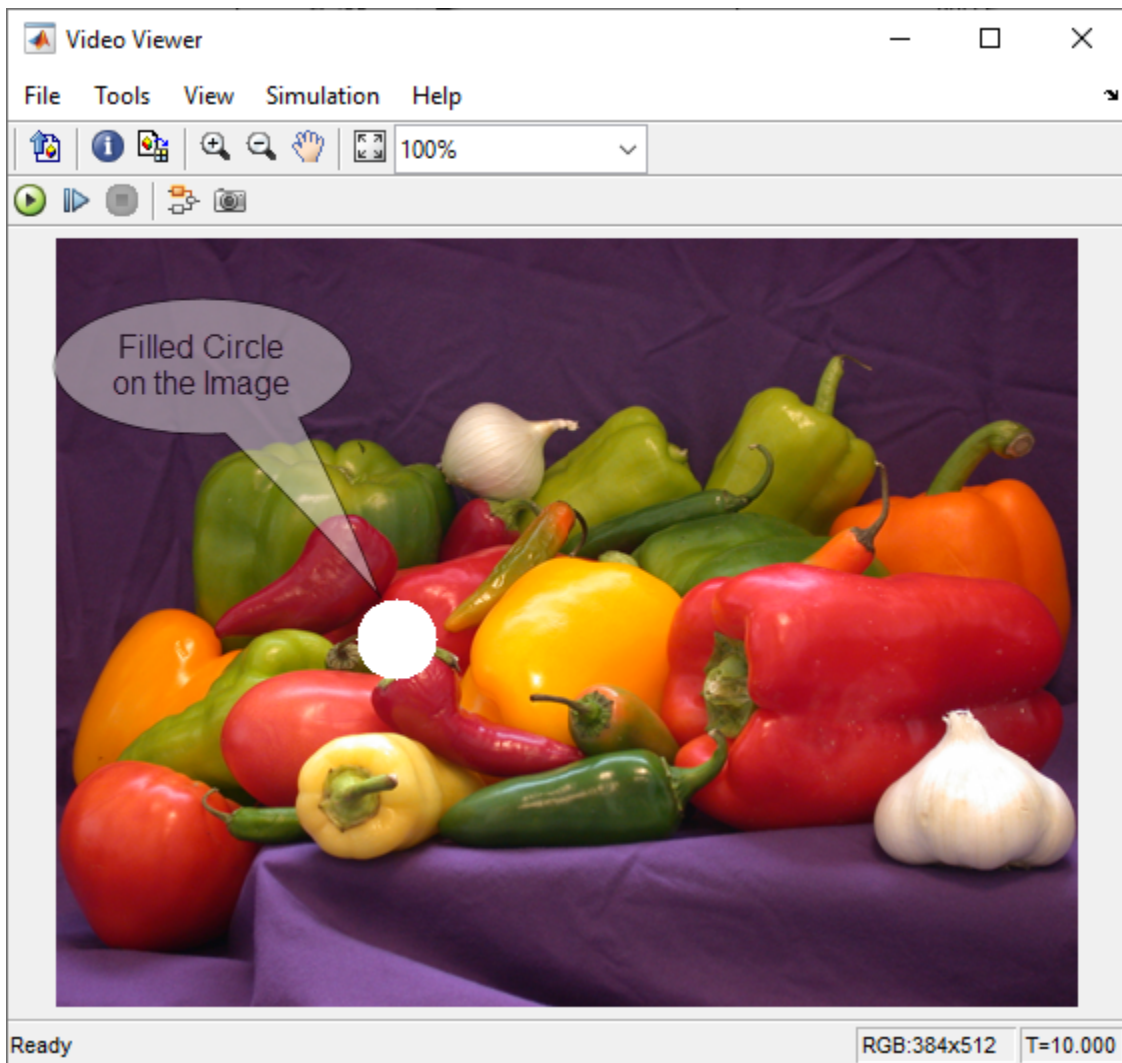 Video Viewer
File Tools View Simulation Help
100%
Filled Circle
on the Image
Ready RGB:384x512 T=10.000